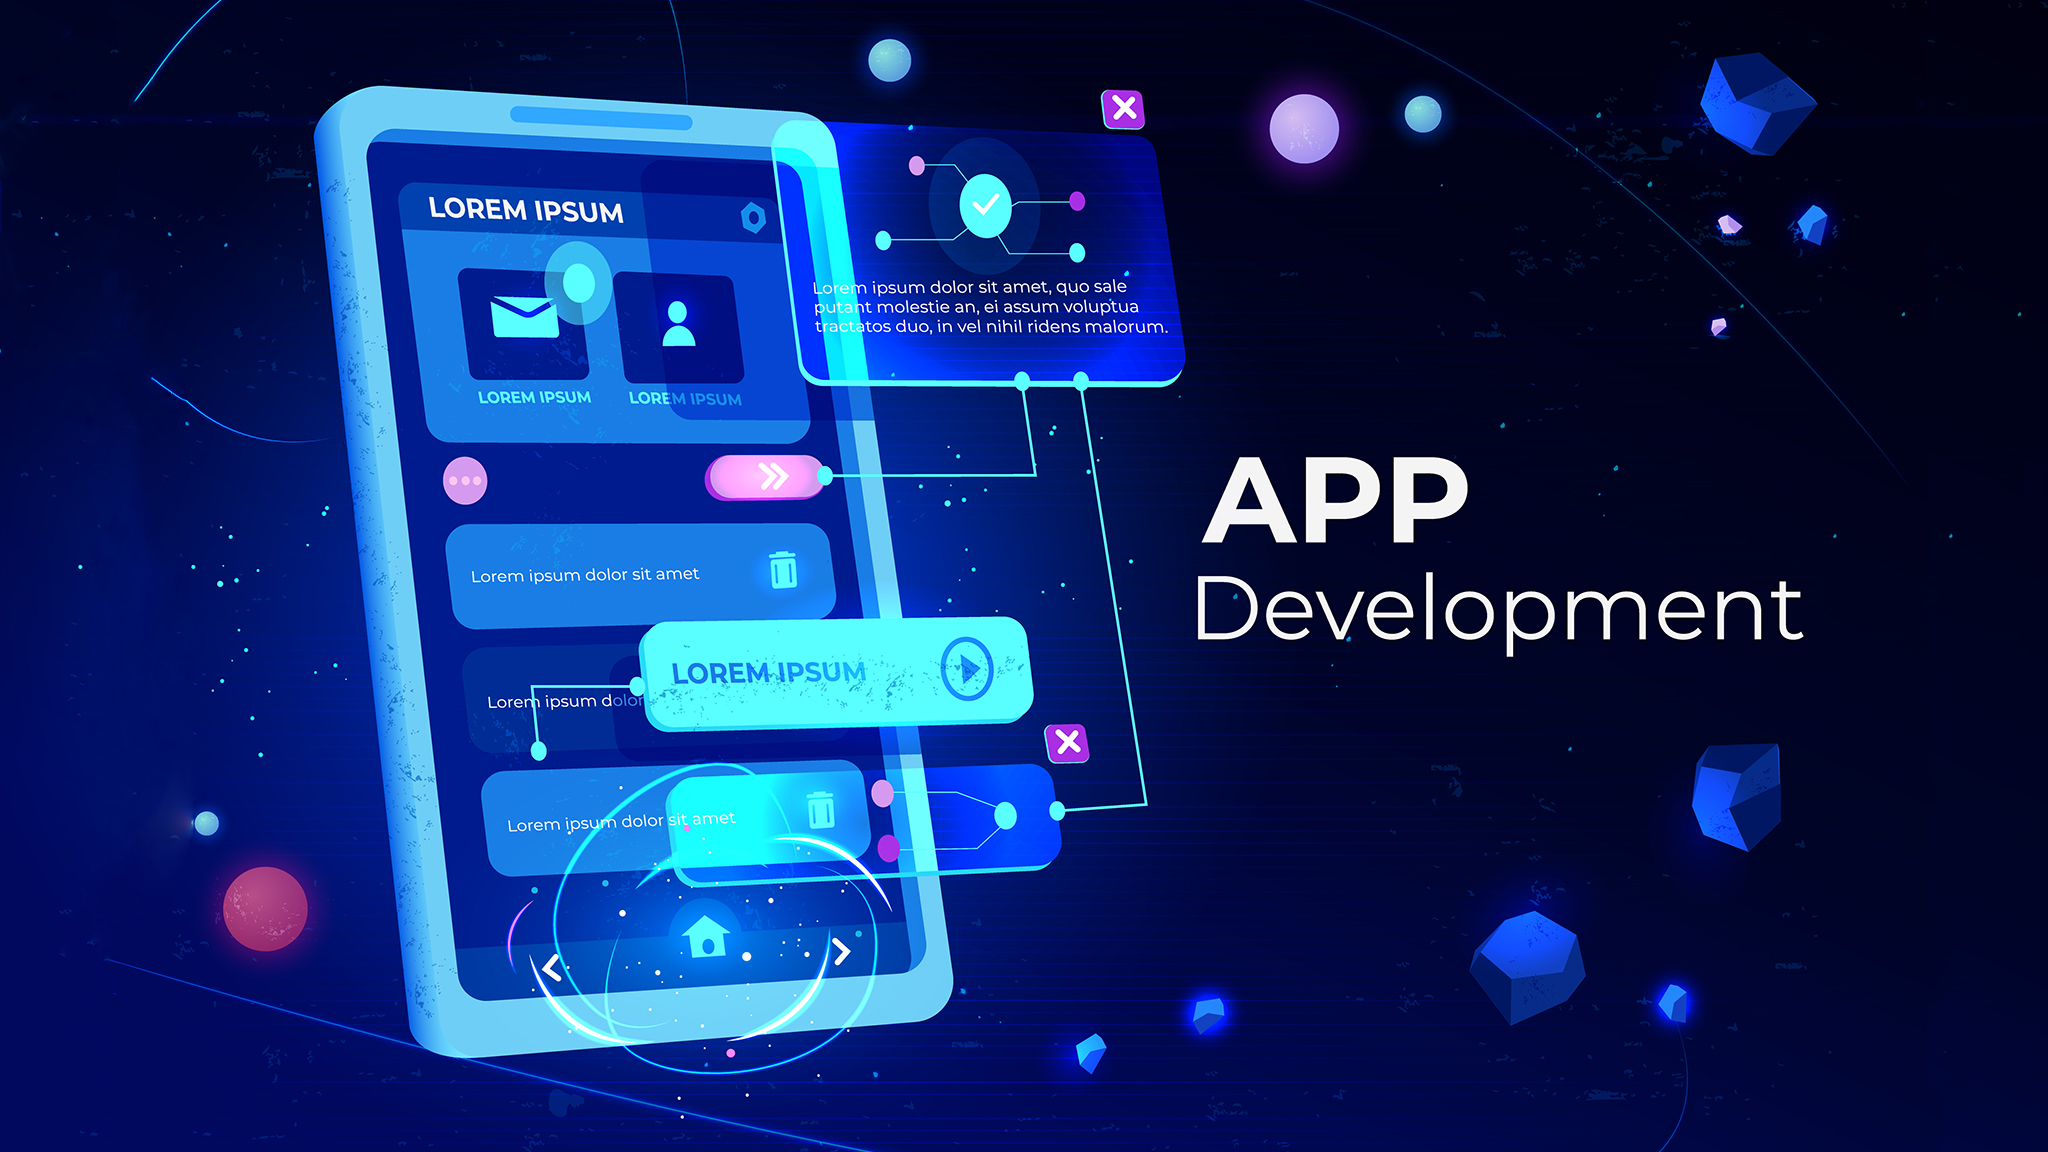 LOREM IPSUM
LOREM IPSUM
LOREM IPSUM
Lorem ipsum dolor sit amet, quo sale
putant molestie an, ei assum voluptua
tractatos duo, in vel nihil ridens malorum.
APP
Development
Lorem ipsum dolor sit amet
LOREM IPSUM
Lorem ipsum dolor
Lorem ipsum dolor sit amet